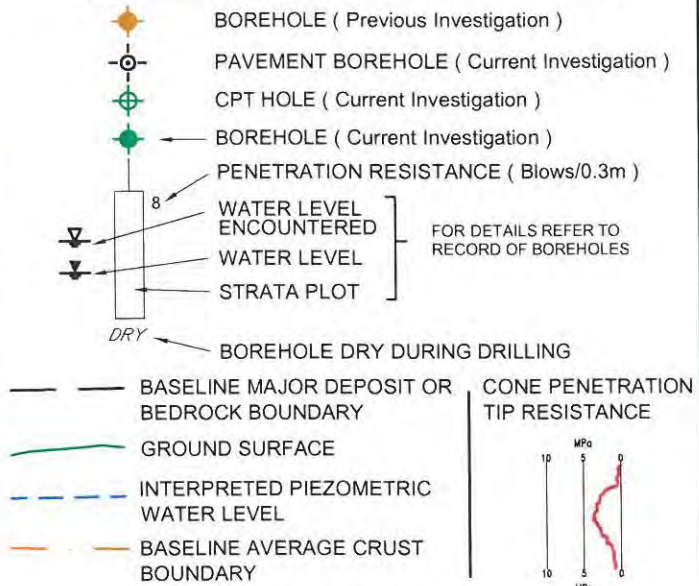 BOREHOLE ( Previous Investigation )
PAVEMENT BOREHOLE ( Current Investigation )
CPT HOLE ( Current Investigation )
BOREHOLE ( Current Investigation )
PENETRATION RESISTANCE ( Blows/0.3m )
8
WATER LEVEL
ENCOUNTERED
WATER LEVEL
STRATA PLOT
FOR DETAILS REFER TO
RECORD OF BOREHOLES
DRY
BOREHOLE DRY DURING DRILLING
BASELINE MAJOR DEPOSIT OR
BEDROCK BOUNDARY
GROUND SURFACE
INTERPRETED PIEZOMETRIC
WATER LEVEL
BASELINE AVERAGE CRUST
BOUNDARY
CONE PENETRATION
TIP RESISTANCE
MPa
10 5 0
10 5 0
MPa